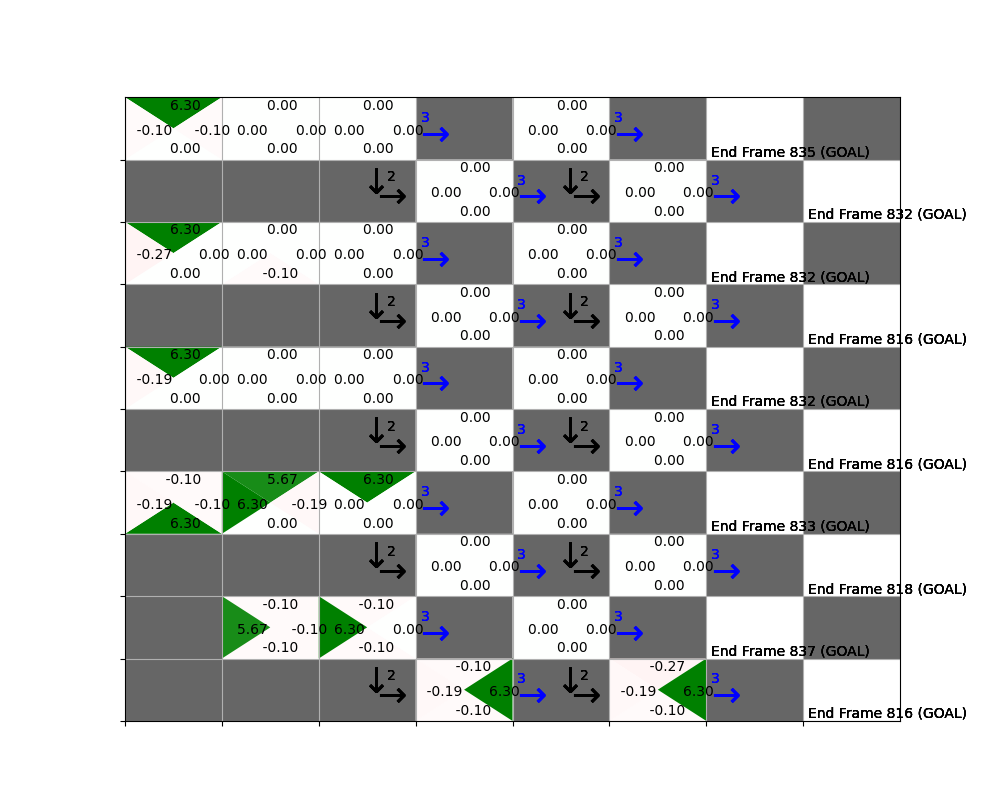 6.30 0.00 0.00 0.00
3 3
-0.10 -0.10 0.00 0.00 0.00 0.00 0.00 0.00
0.00 0.00 0.00 0.00
End Frame 835 (GOAL)
0.00 0.00
2 3 2 3
0.00 0.00 0.00 0.00
0.00 0.00
End Frame 832 (GOAL)
6.30 0.00 0.00 0.00
3 3
-0.27 0.00 0.00 0.00 0.00 0.00 0.00 0.00
0.00 -0.10 0.00 0.00
End Frame 832 (GOAL)
0.00 0.00
2 3 2 3
0.00 0.00 0.00 0.00
0.00 0.00
End Frame 816 (GOAL)
6.30 0.00 0.00 0.00
3 3
-0.19 0.00 0.00 0.00 0.00 0.00 0.00 0.00
0.00 0.00 0.00 0.00
End Frame 832 (GOAL)
0.00 0.00
2 3 2 3
0.00 0.00 0.00 0.00
0.00 0.00
End Frame 816 (GOAL)
-0.10 5.67 6.30 0.00
3 3
-0.19 -0.10 6.30 -0.19 0.00 0.00 0.00 0.00
6.30 0.00 0.00 0.00
End Frame 833 (GOAL)
0.00 0.00
2 3 2 3
0.00 0.00 0.00 0.00
0.00 0.00
End Frame 818 (GOAL)
-0.10 -0.10 0.00
3 3
5.67 -0.10 6.30 0.00 0.00 0.00
-0.10 -0.10 0.00
End Frame 837 (GOAL)
-0.10 -0.27
2 3 2 3
-0.19 6.30 -0.19 6.30
-0.10 -0.10
End Frame 816 (GOAL)